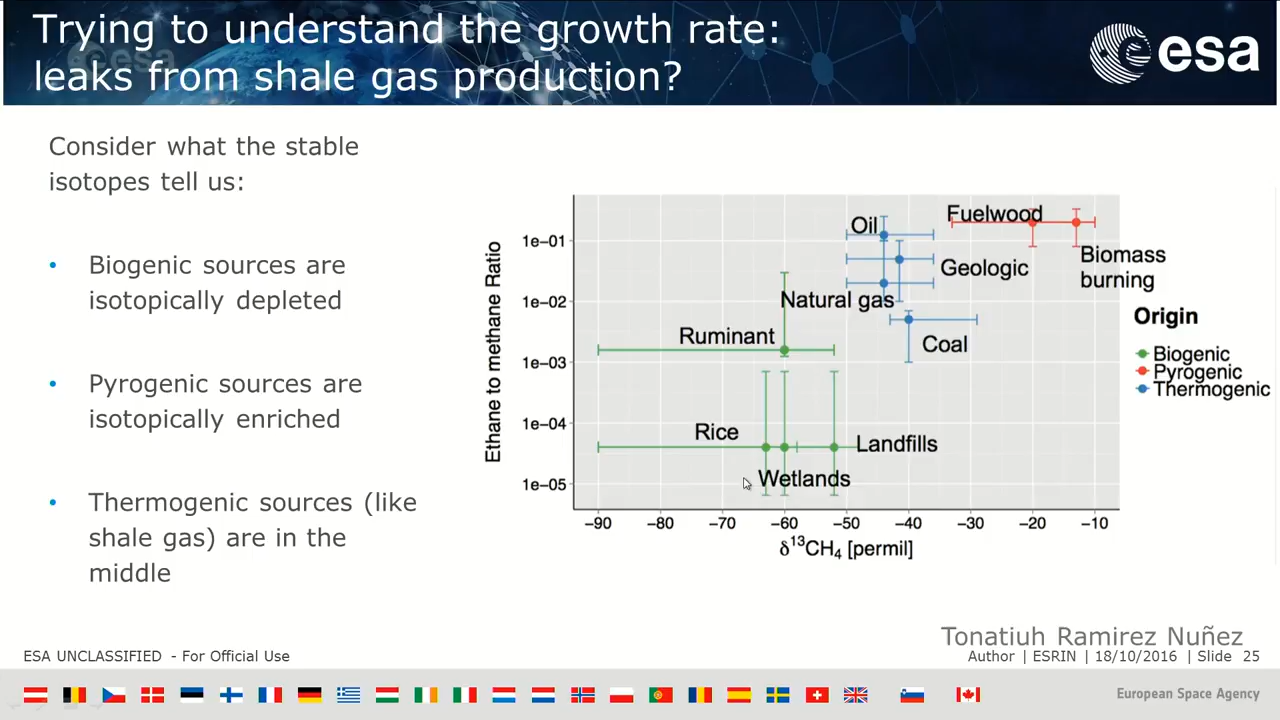 Trying to understand the growth rate:
leaks from shale gas production?
esa
Consider what the stable
isotopes tell us:
• Biogenic sources are
isotopically depleted
• Pyrogenic sources are
isotopically enriched
• Thermogenic sources (like
shale gas) are in the
middle
Ethane to methane Ratio
1e−01
1e−02
1e−03
1e−04
1e−05
Oil
Fuelwood
Geologic
Biomass
burning
Natural gas
Ruminant
Coal
Rice
Landfills
Wetlands
−90 −80 −70 −60 −50 −40 −30 −20 −10
δ¹³CH₄ [permil]
Origin
Biogenic
Pyrogenic
Thermogenic
Tonatiuh Ramirez Nuñez
ESA UNCLASSIFIED - For Official Use
Author | ESRIN | 18/10/2016 | Slide 25
European Space Agency